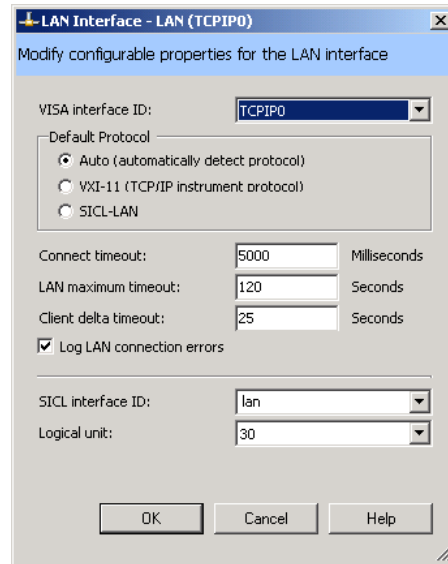 LAN Interface - LAN (TCPIP0)
Modify configurable properties for the LAN interface
VISA interface ID: TCPIP0
Default Protocol
Auto (automatically detect protocol)
VXI-11 (TCP/IP instrument protocol)
SICL-LAN
Connect timeout: 5000 Milliseconds
LAN maximum timeout: 120 Seconds
Client delta timeout: 25 Seconds
Log LAN connection errors
SICL interface ID: lan
Logical unit: 30
OK Cancel Help